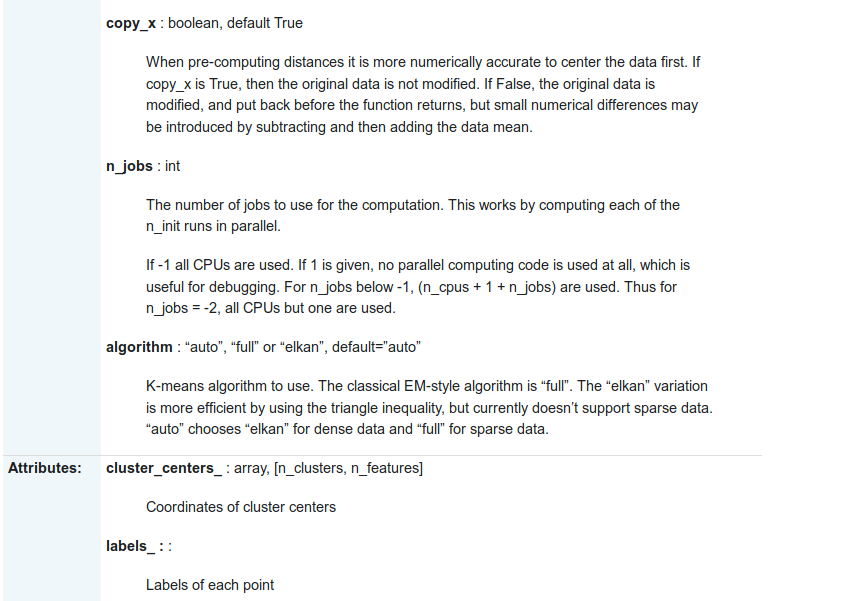 copy_x : boolean, default True
When pre-computing distances it is more numerically accurate to center the data first. If
copy_x is True, then the original data is not modified. If False, the original data is
modified, and put back before the function returns, but small numerical differences may
be introduced by subtracting and then adding the data mean.
n_jobs : int
The number of jobs to use for the computation. This works by computing each of the
n_init runs in parallel.
If -1 all CPUs are used. If 1 is given, no parallel computing code is used at all, which is
useful for debugging. For n_jobs below -1, (n_cpus + 1 + n_jobs) are used. Thus for
n_jobs = -2, all CPUs but one are used.
algorithm : “auto”, “full” or “elkan”, default=”auto”
K-means algorithm to use. The classical EM-style algorithm is “full”. The “elkan” variation
is more efficient by using the triangle inequality, but currently doesn’t support sparse data.
“auto” chooses “elkan” for dense data and “full” for sparse data.
Attributes: cluster_centers_ : array, [n_clusters, n_features]
Coordinates of cluster centers
labels_ : :
Labels of each point